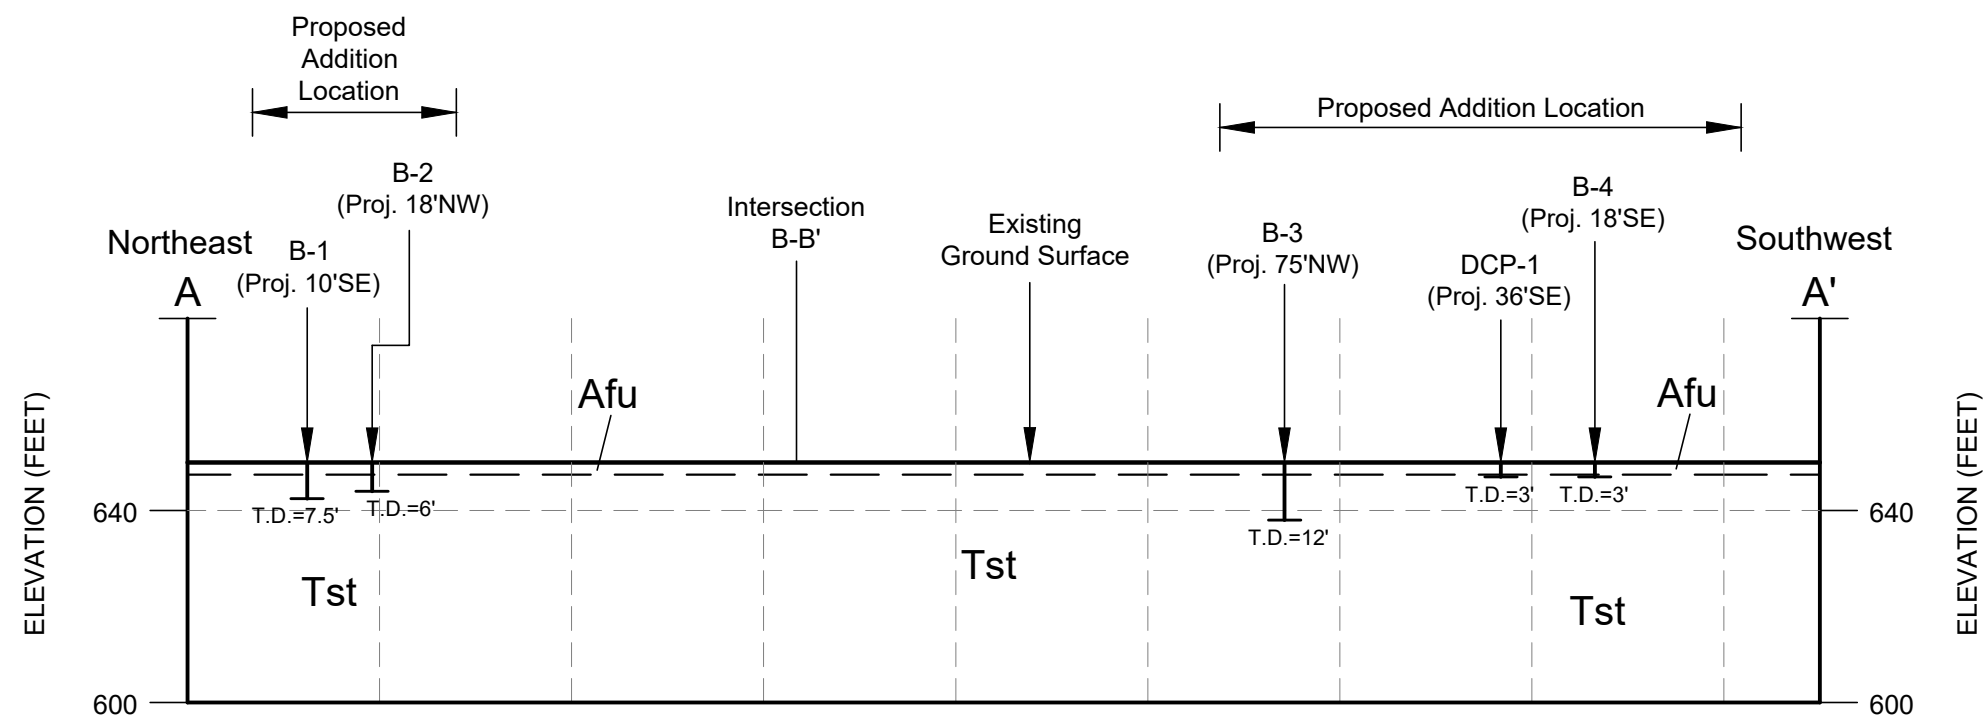 Proposed
Addition
Location
Proposed Addition Location
B-2
(Proj. 18'NW)
B-4
(Proj. 18'SE)
Intersection
B-B'
Existing
Ground Surface
B-3
(Proj. 75'NW)
Northeast
A
B-1
(Proj. 10'SE)
DCP-1
(Proj. 36'SE)
Southwest
A'
Afu
Afu
ELEVATION (FEET)
ELEVATION (FEET)
T.D.=7.5'
T.D.=6'
T.D.=12'
T.D.=3'
T.D.=3'
640
640
Tst
Tst
Tst
600
600